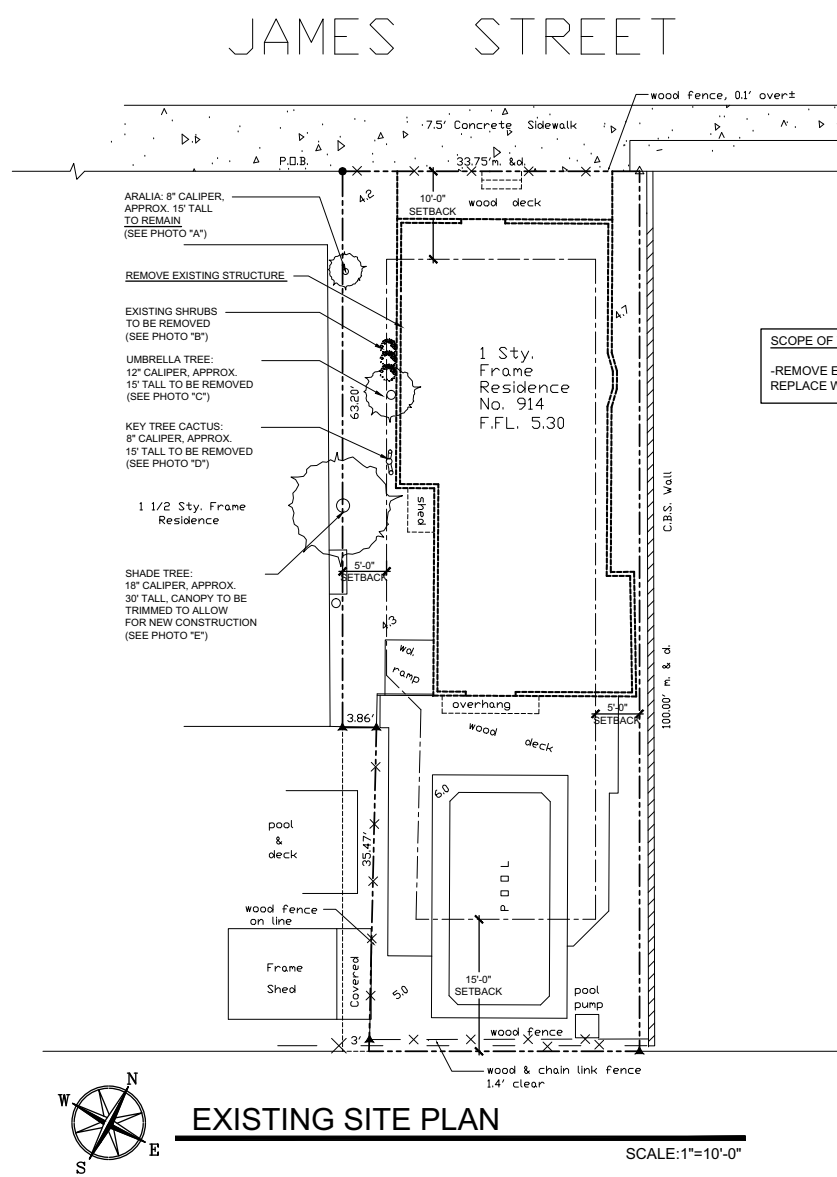 JAMES STREET
wood fence, 0.1' over±
7.5' Concrete Sidewalk
P.O.B.
33.75'm. &d.
ARALIA: 8" CALIPER,
APPROX. 15' TALL
TO REMAIN
(SEE PHOTO "A")
4.2
10'-0"
SETBACK
wood deck
REMOVE EXISTING STRUCTURE
EXISTING SHRUBS
TO BE REMOVED
(SEE PHOTO "B")
4.7
SCOPE OF
-REMOVE E
REPLACE W
UMBRELLA TREE:
12" CALIPER, APPROX.
15' TALL TO BE REMOVED
(SEE PHOTO "C")
63.20'
1 Sty.
Frame
Residence
No. 914
F.FL. 5.30
KEY TREE CACTUS:
8" CALIPER, APPROX.
15' TALL TO BE REMOVED
(SEE PHOTO "D")
1 1/2 Sty. Frame
Residence
shed
C.B.S. Wall
SHADE TREE:
18" CALIPER, APPROX.
30' TALL, CANOPY TO BE
TRIMMED TO ALLOW
FOR NEW CONSTRUCTION
(SEE PHOTO "E")
5'-0"
SETBACK
4.3
wd.
ramp
100.00' m. & d.
overhang
wood deck
5'-0"
SETBACK
3.86'
6.0
pool
&
deck
35.47'
POOL
wood fence
on line
Frame
Shed
Covered
5.0
15'-0"
SETBACK
pool
pump
wood fence
3'
wood & chain link fence
1.4' clear
N
W
E
S
EXISTING SITE PLAN
SCALE:1"=10'-0"